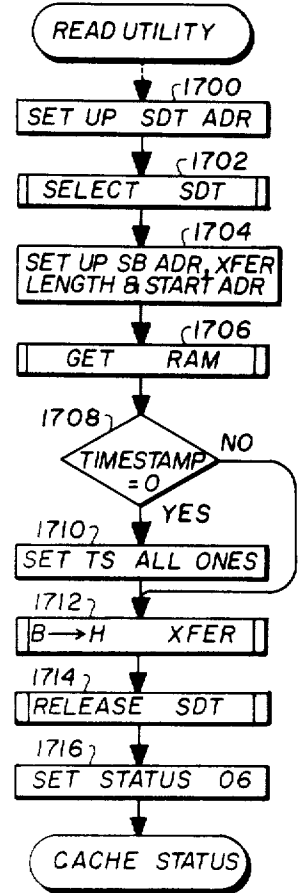 READ UTILITY
1700
SET UP SDT ADR
1702
SELECT SDT
1704
SET UP SB ADR, XFER
LENGTH & START ADR
1706
GET RAM
1708
TIMESTAMP
=0
NO
YES
1710
SET TS ALL ONES
1712
B→H XFER
1714
RELEASE SDT
1716
SET STATUS 06
CACHE STATUS